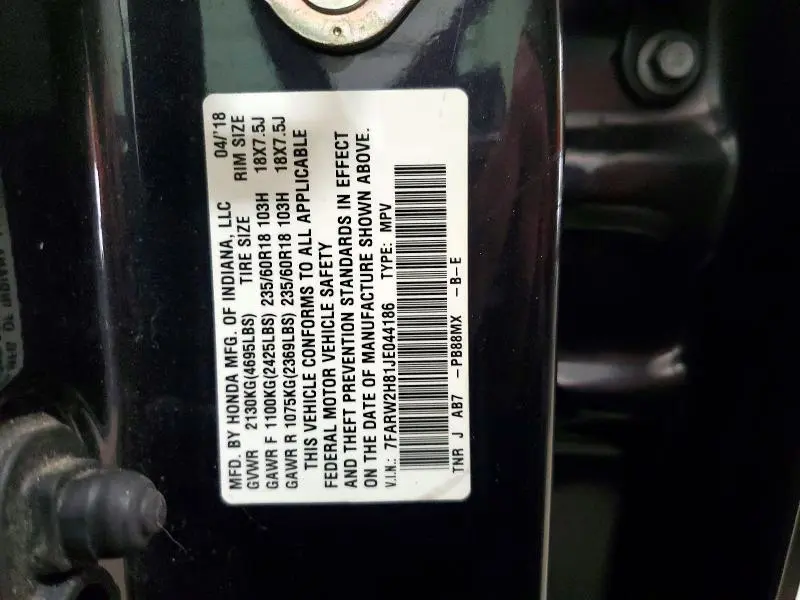 MFD. BY HONDA MFG. OF INDIANA, LLC 04/'18
GVWR 2130KG(4695LBS) TIRE SIZE RIM SIZE
GAWR F 1100KG(2425LBS) 235/60R18 103H 18X7.5J
GAWR R 1075KG(2369LBS) 235/60R18 103H 18X7.5J
THIS VEHICLE CONFORMS TO ALL APPLICABLE
FEDERAL MOTOR VEHICLE SAFETY
AND THEFT PREVENTION STANDARDS IN EFFECT
ON THE DATE OF MANUFACTURE SHOWN ABOVE.
V.I.N.: 7FARW2H81JE044186 TYPE: MPV
TNR J AB7 -PB88MX -B-E